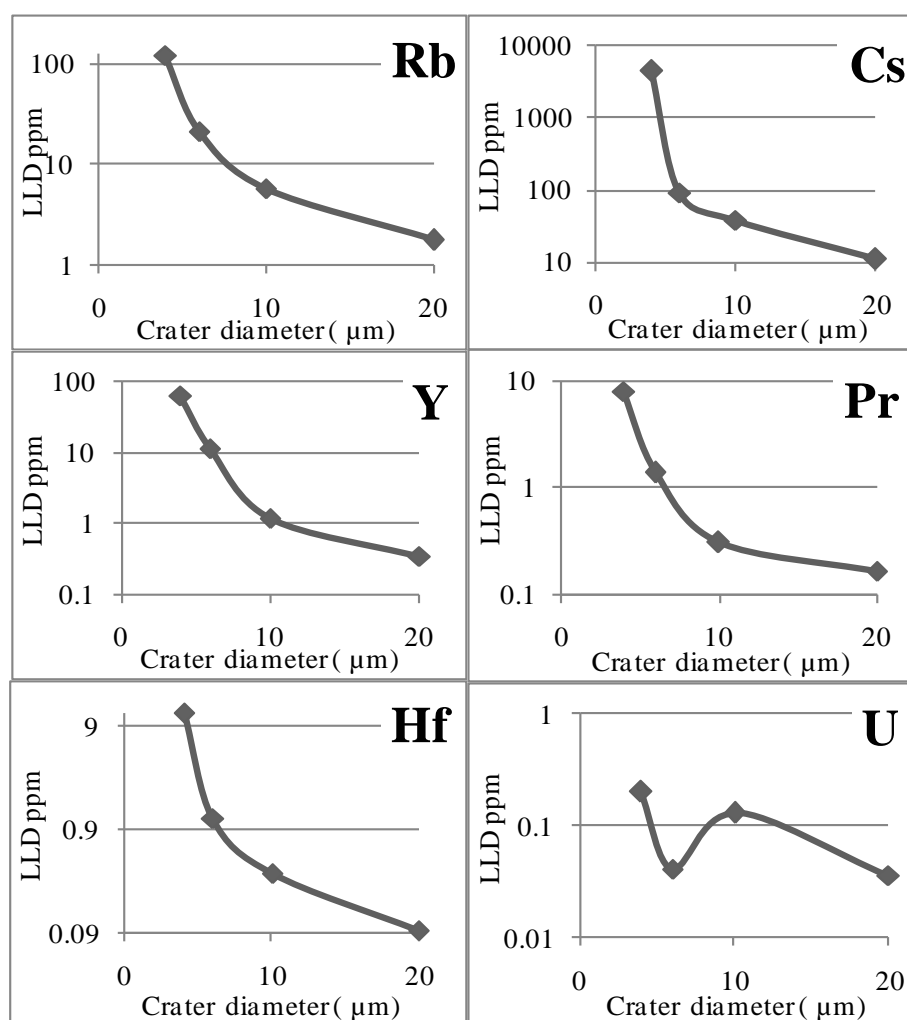 Rb
LLD ppm
100
10
1
0 10 20
Crater diameter ( µm)
Cs
LLD ppm
10000
1000
100
10
0 10 20
Crater diameter ( µm)
Y
LLD ppm
100
10
1
0.1
0 10 20
Crater diameter ( µm)
Pr
LLD ppm
10
1
0.1
0 10 20
Crater diameter ( µm)
Hf
LLD ppm
9
0.9
0.09
0 10 20
Crater diameter ( µm)
U
LLD ppm
1
0.1
0.01
0 10 20
Crater diameter ( µm)